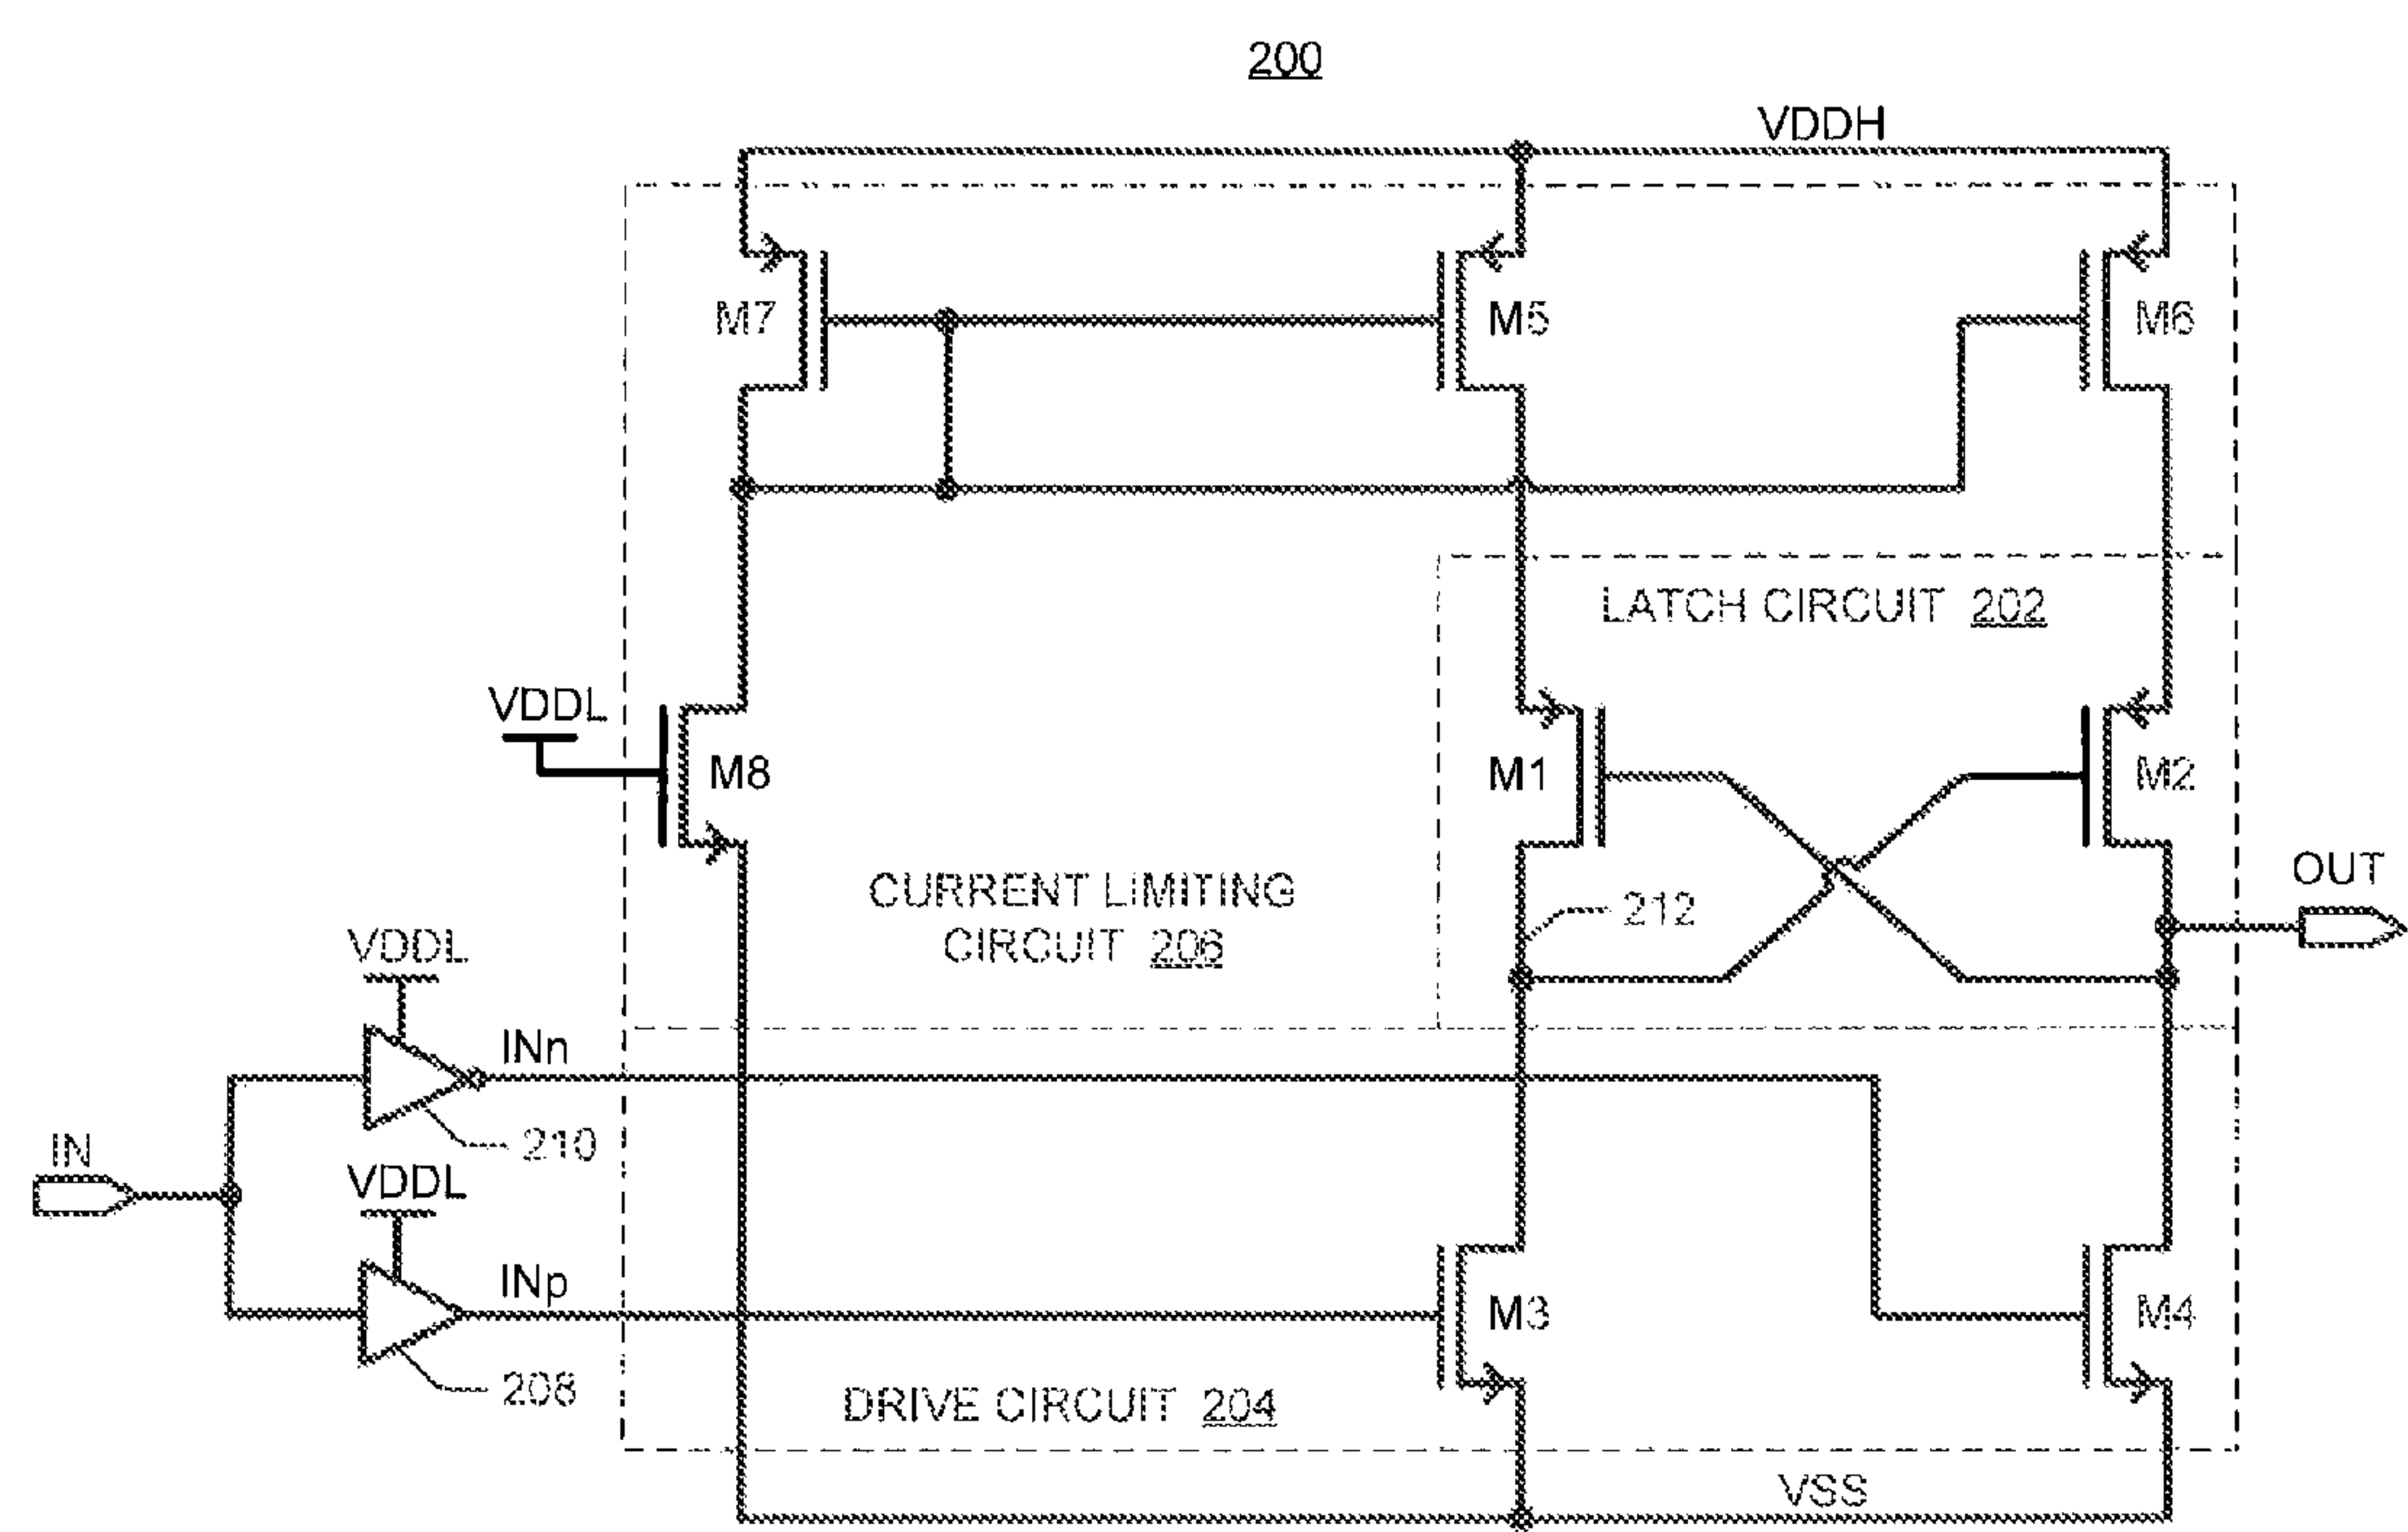 200
VDDH
M7
M5
M6
LATCH CIRCUIT 202
VDDL
M8
M1
M2
OUT
CURRENT LIMITING
CIRCUIT 206
212
VDDL
INn
210
IN
VDDL
INp
M3
M4
208
DRIVE CIRCUIT 204
VSS